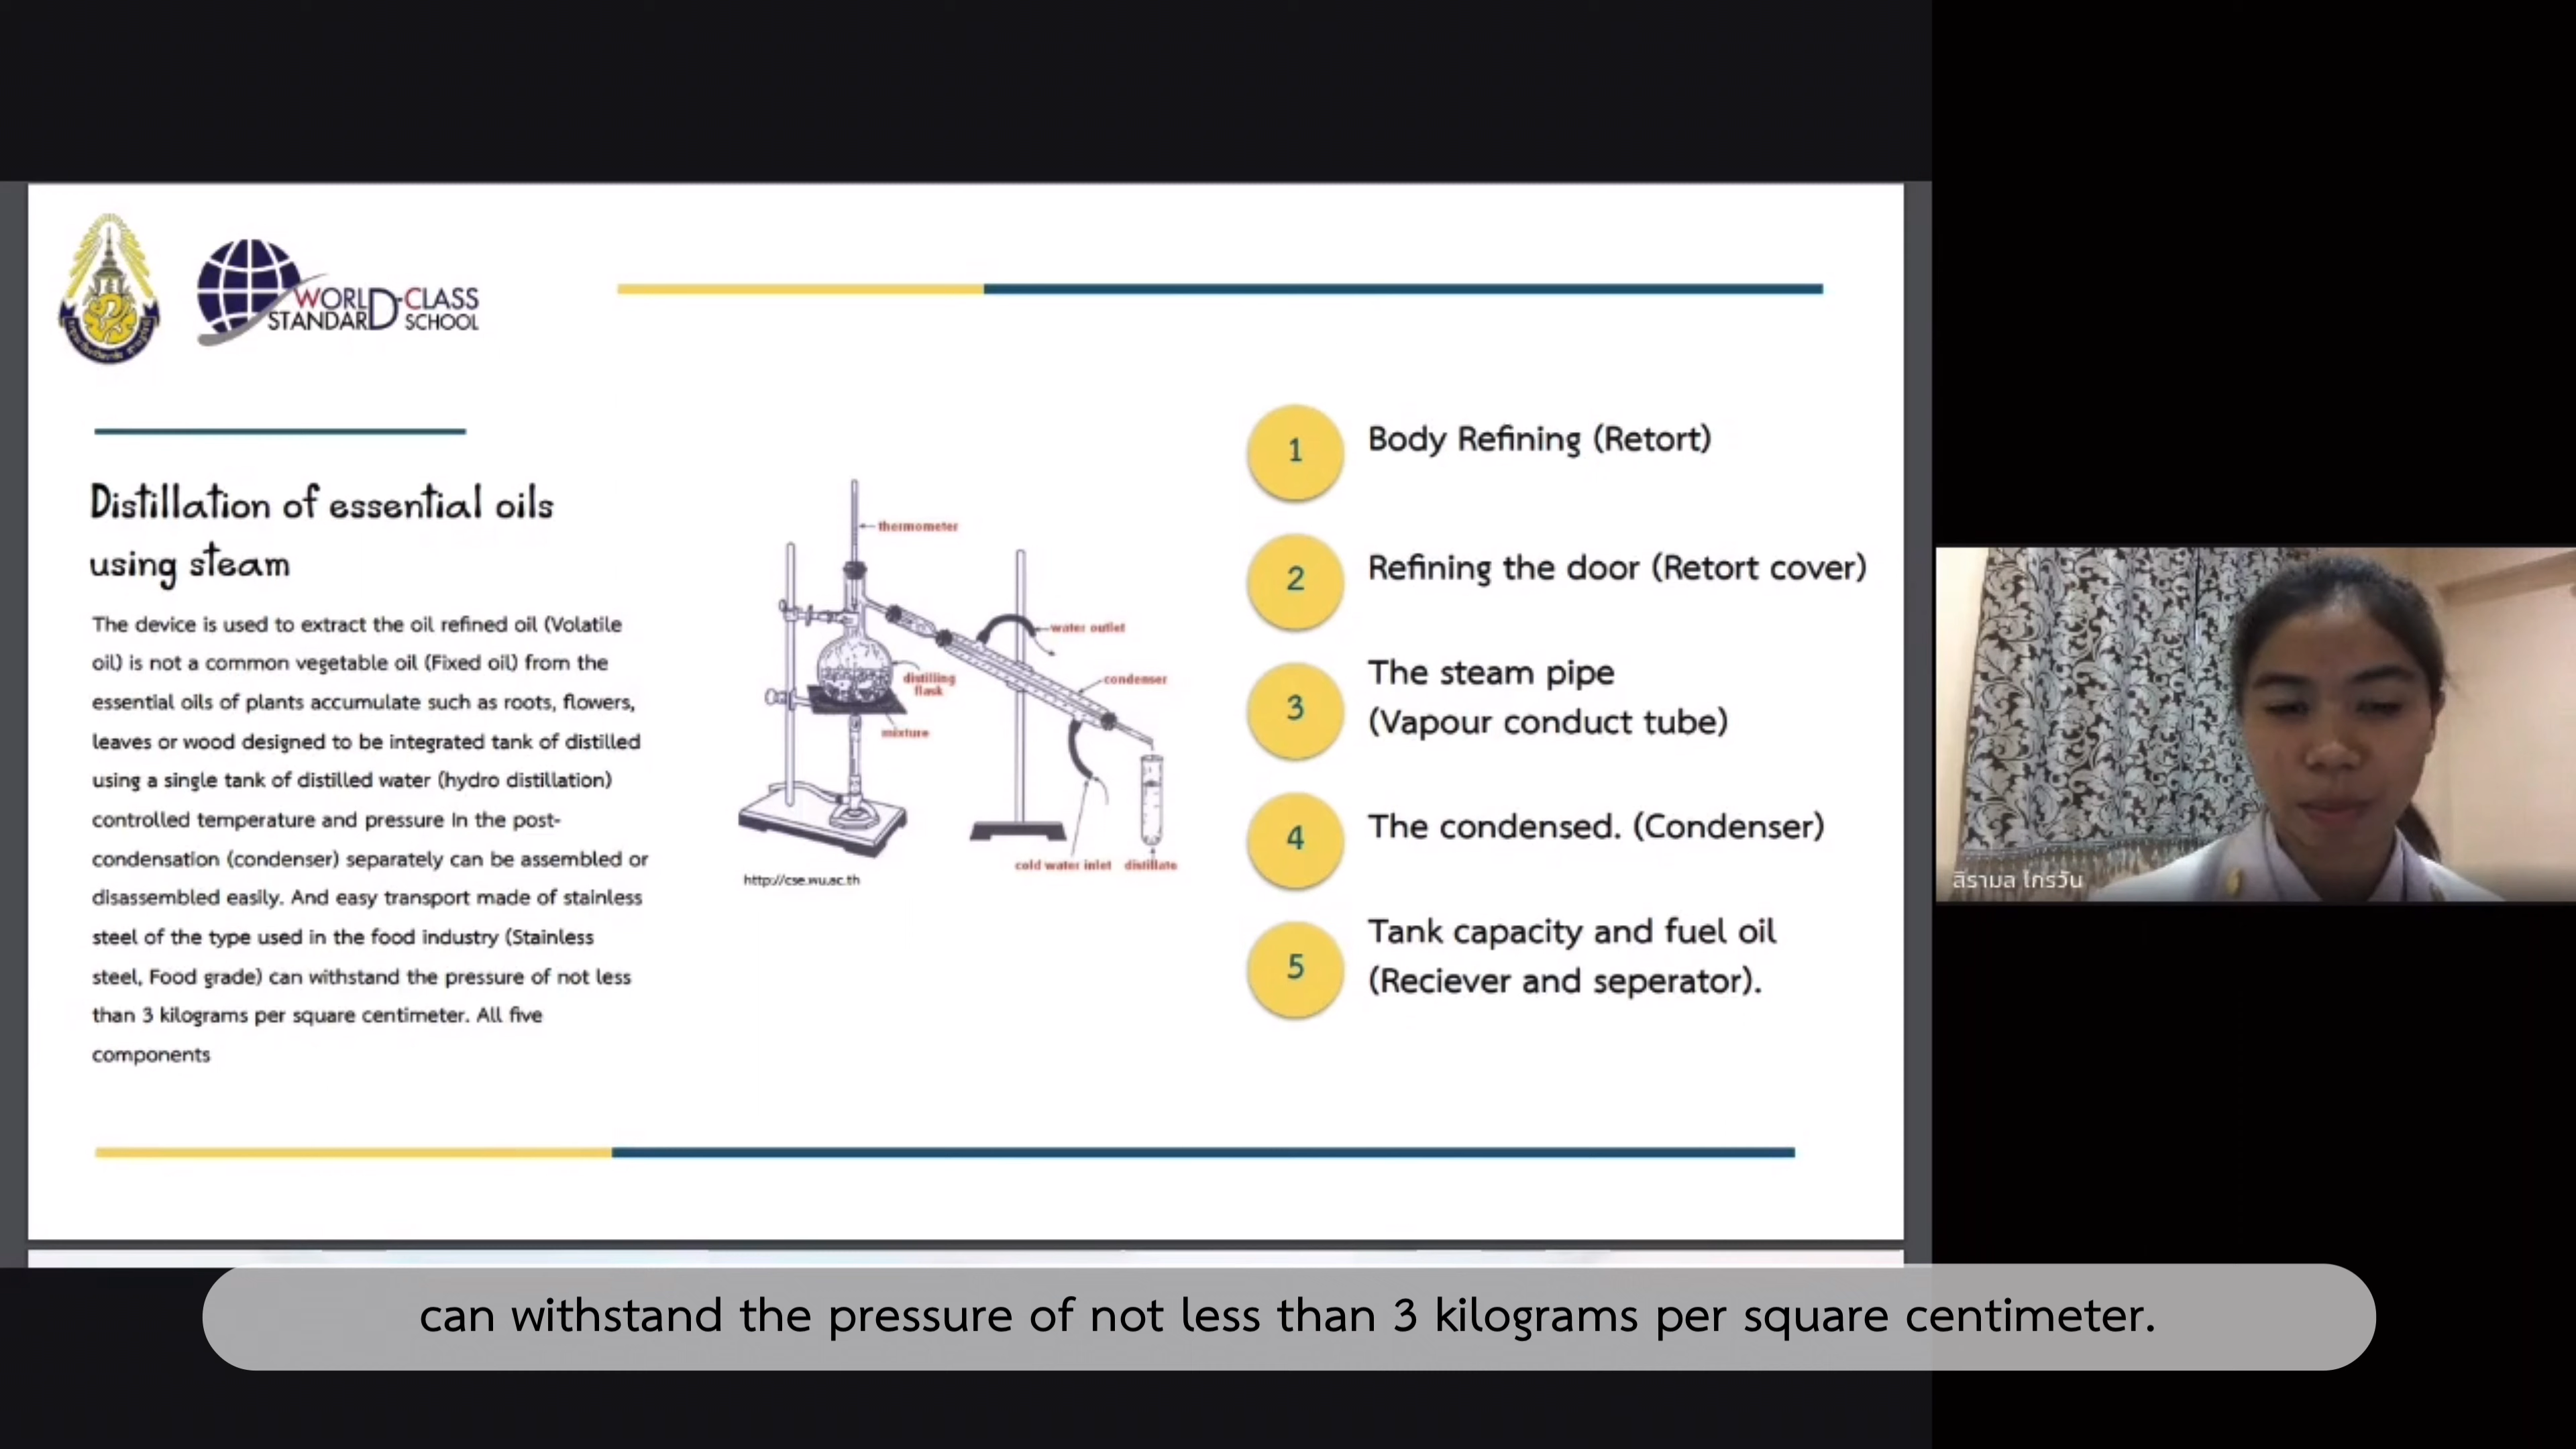 WORLD-CLASS
STANDARD SCHOOL
Distillation of essential oils
using steam
The device is used to extract the oil refined oil (Volatile
oil) is not a common vegetable oil (Fixed oil) from the
essential oils of plants accumulate such as roots, flowers,
leaves or wood designed to be integrated tank of distilled
using a single tank of distilled water (hydro distillation)
controlled temperature and pressure In the post-
condensation (condenser) separately can be assembled or
disassembled easily. And easy transport made of stainless
steel of the type used in the food industry (Stainless
steel, Food grade) can withstand the pressure of not less
than 3 kilograms per square centimeter. All five
components
thermometer
water outlet
distilling
flask
condenser
mixture
cold water inlet distillate
http://cse.wu.ac.th
1
Body Refining (Retort)
2
Refining the door (Retort cover)
3
The steam pipe
(Vapour conduct tube)
4
The condensed. (Condenser)
5
Tank capacity and fuel oil
(Reciever and seperator).
สิรามล ไกรวัน
can withstand the pressure of not less than 3 kilograms per square centimeter.